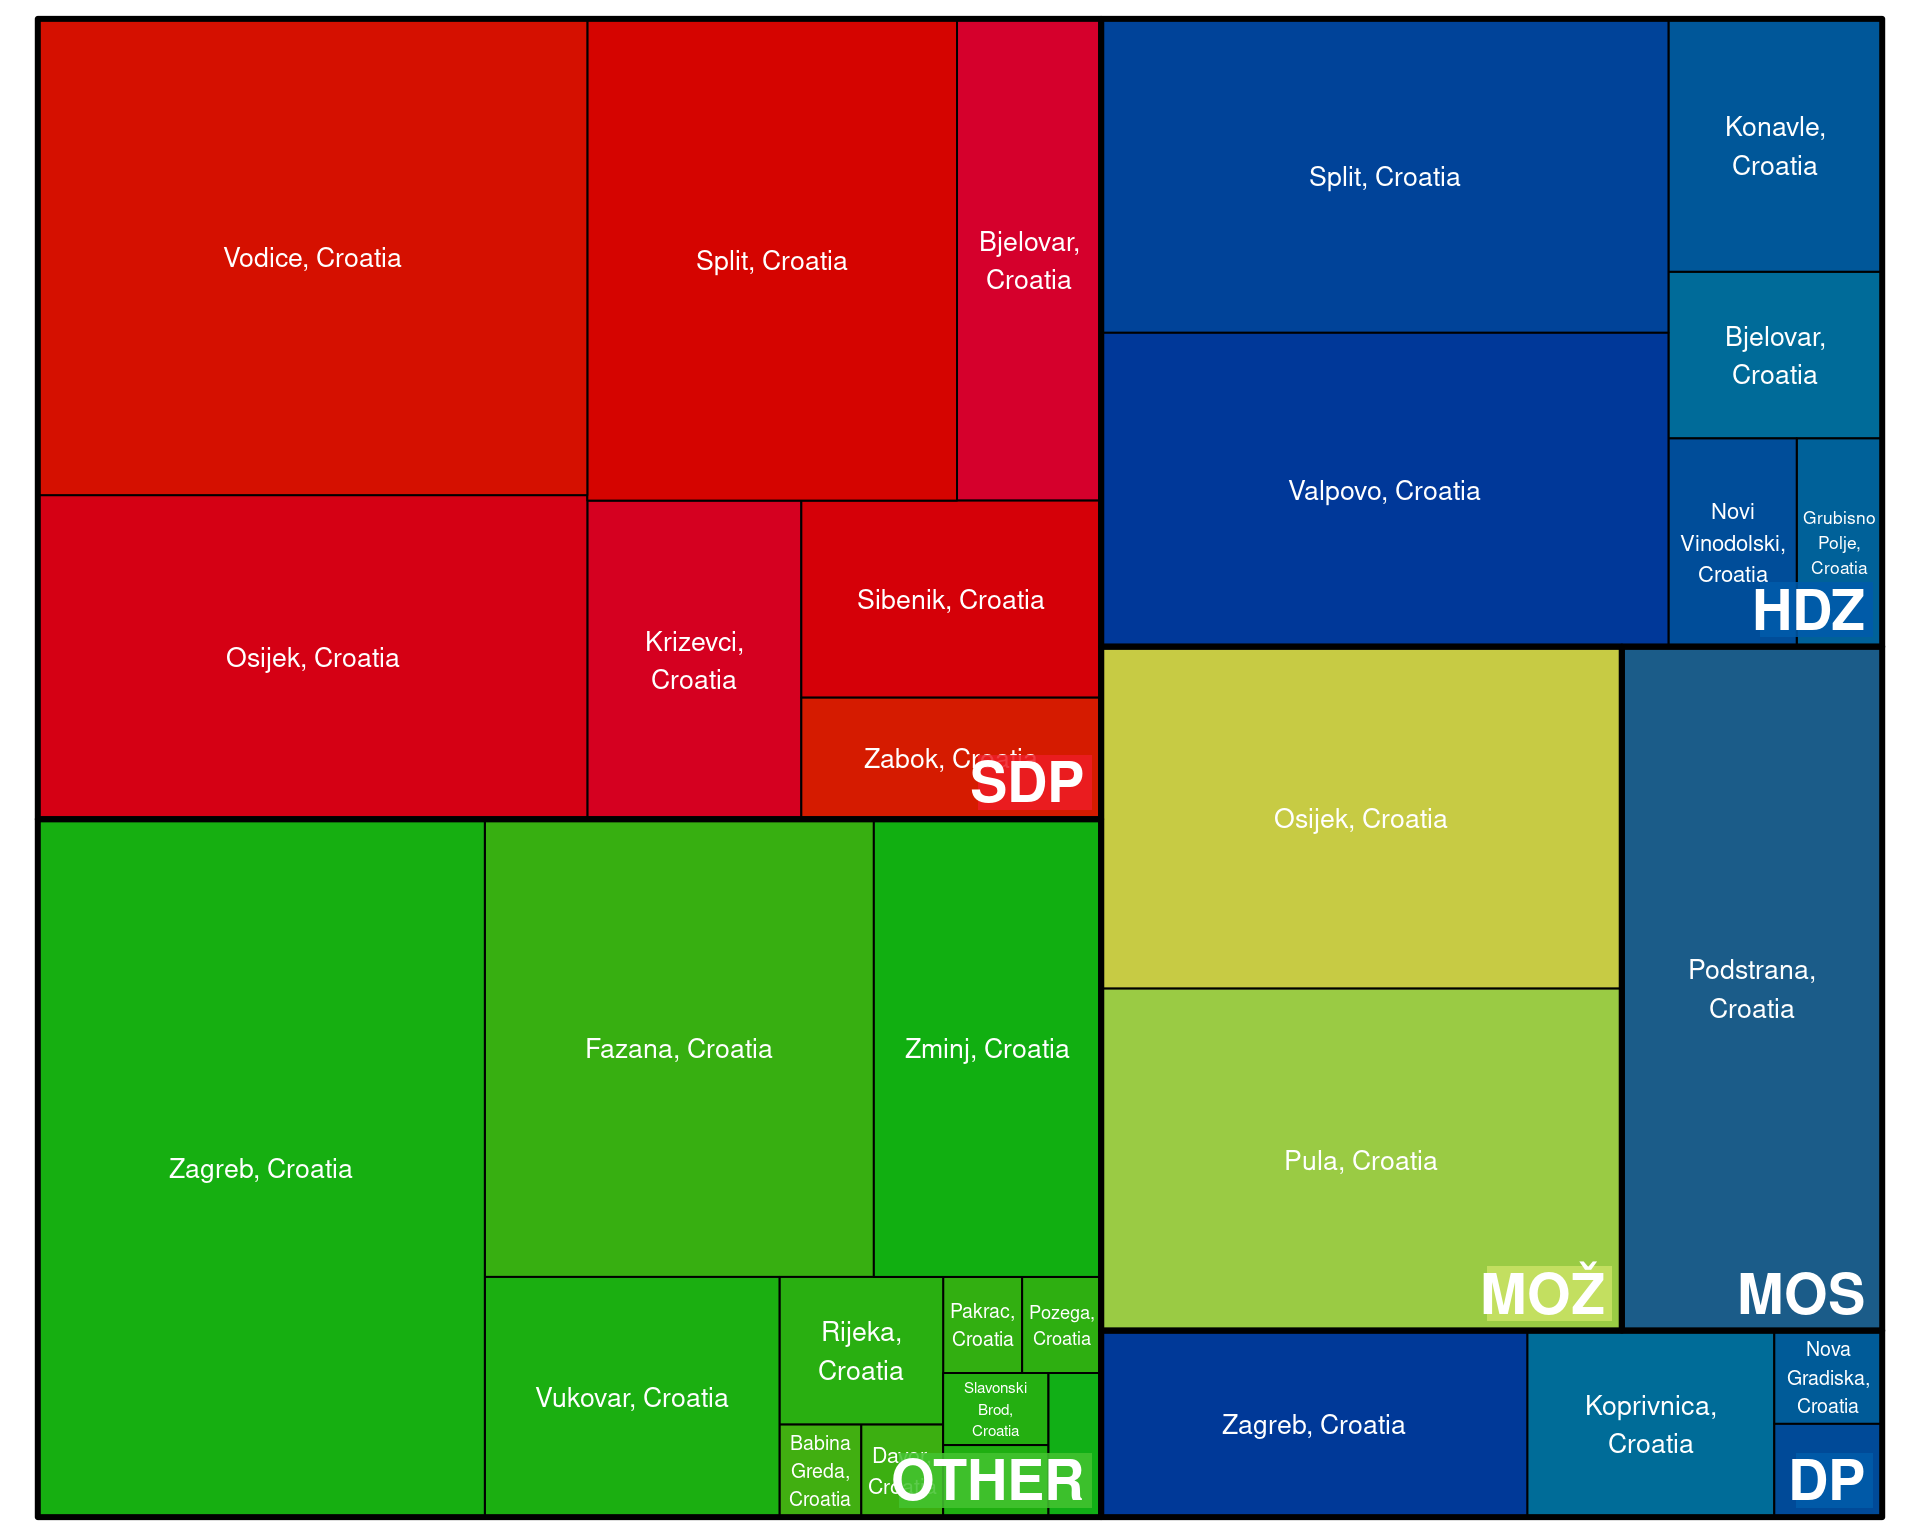 Vodice, Croatia
Split, Croatia
Bjelovar,
Croatia
Osijek, Croatia
Krizevci,
Croatia
Sibenik, Croatia
Zabok, Croatia
SDP
Split, Croatia
Konavle,
Croatia
Bjelovar,
Croatia
Valpovo, Croatia
Novi
Vinodolski,
Croatia
Grubisno
Polje,
Croatia
HDZ
Zagreb, Croatia
Fazana, Croatia
Zminj, Croatia
Vukovar, Croatia
Rijeka,
Croatia
Pakrac,
Croatia
Pozega,
Croatia
Slavonski
Brod,
Croatia
Babina
Greda,
Croatia
Davor,
Croatia
OTHER
Osijek, Croatia
Pula, Croatia
MOŽ
Podstrana,
Croatia
MOS
Zagreb, Croatia
Koprivnica,
Croatia
Nova
Gradiska,
Croatia
DP